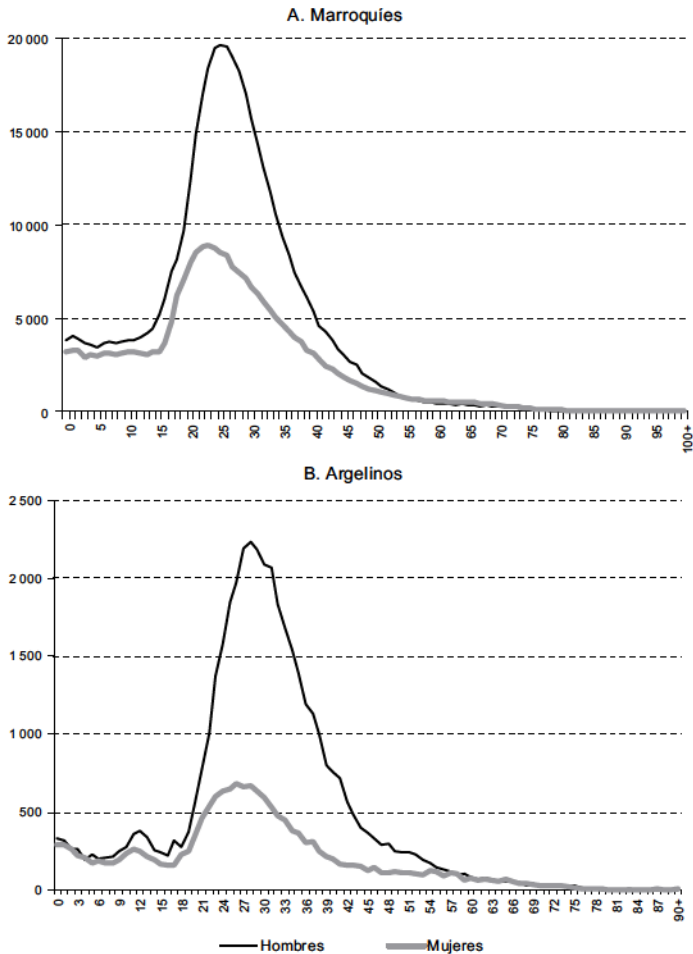 A. Marroquíes
20 000
15 000
10 000
5 000
0
0 5 10 15 20 25 30 35 40 45 50 55 60 65 70 75 80 85 90 95 100+
B. Argelinos
2 500
2 000
1 500
1 000
500
0
0 3 6 9 12 15 18 21 24 27 30 33 36 39 42 45 48 51 54 57 60 63 66 69 72 75 78 81 84 87 90+
Hombres Mujeres